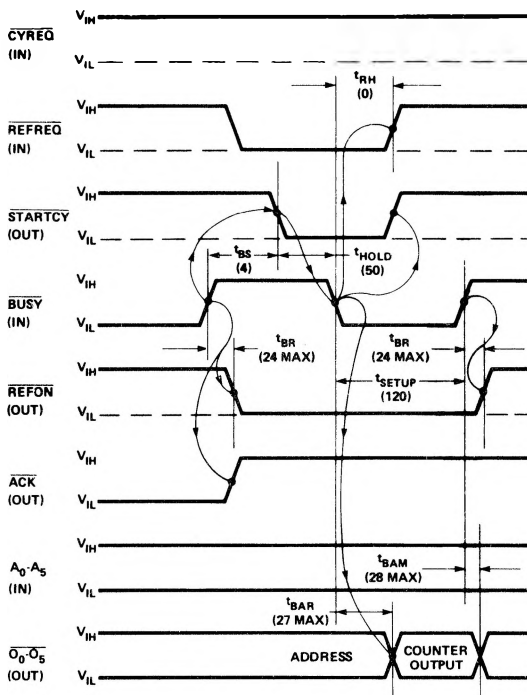 V_IH
CYREQ
(IN)
V_IL
t_RH
(0)
V_IH
REFREQ
(IN)
V_IL
V_IH
STARTCY
(OUT)
V_IL
t_BS
(4)
t_HOLD
(50)
V_IH
BUSY
(IN)
V_IL
t_BR
(24 MAX)
t_BR
(24 MAX)
V_IH
REFON
(OUT)
V_IL
t_SETUP
(120)
V_IH
ACK
(OUT)
V_IL
V_IH
A_0-A_5
(IN)
V_IL
t_BAM
(28 MAX)
t_BAR
(27 MAX)
V_IH
O_0-O_5
(OUT)
V_IL
ADDRESS
COUNTER
OUTPUT